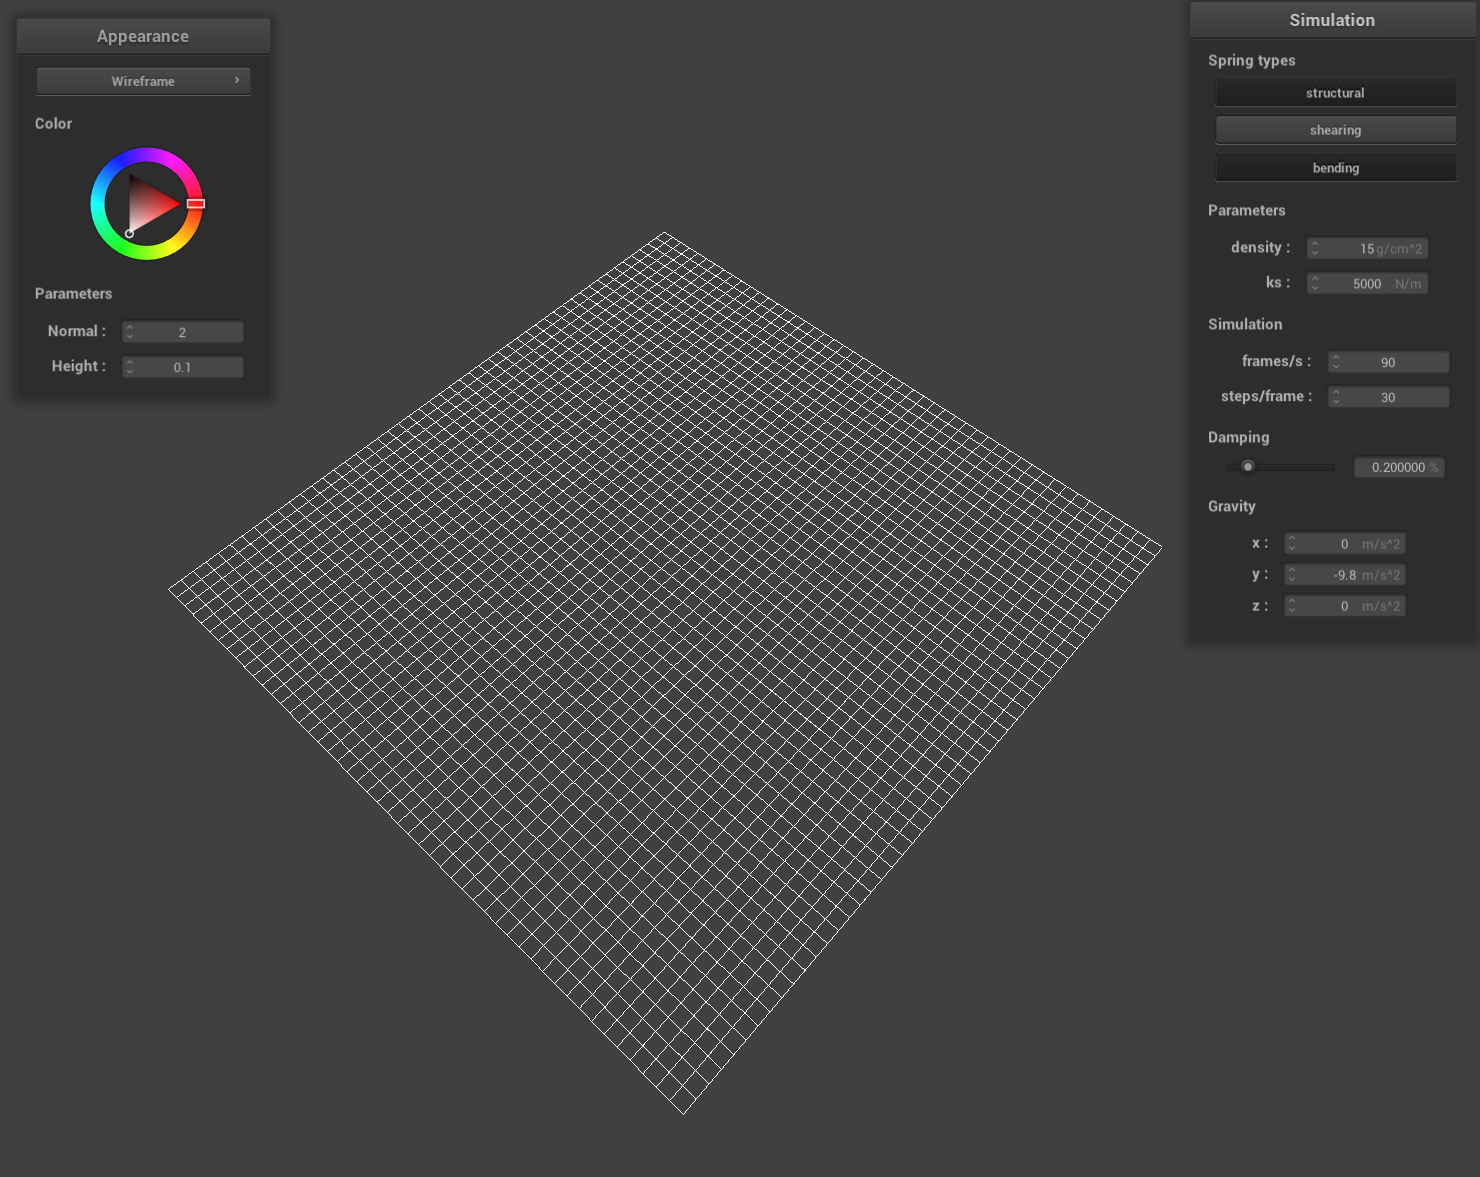 Appearance
Wireframe ›
Color
Parameters
Normal : 2
Height : 0.1
Simulation
Spring types
structural
shearing
bending
Parameters
density : 15 g/cm^2
ks : 5000 N/m
Simulation
frames/s : 90
steps/frame : 30
Damping
0.200000 %
Gravity
x : 0 m/s^2
y : -9.8 m/s^2
z : 0 m/s^2